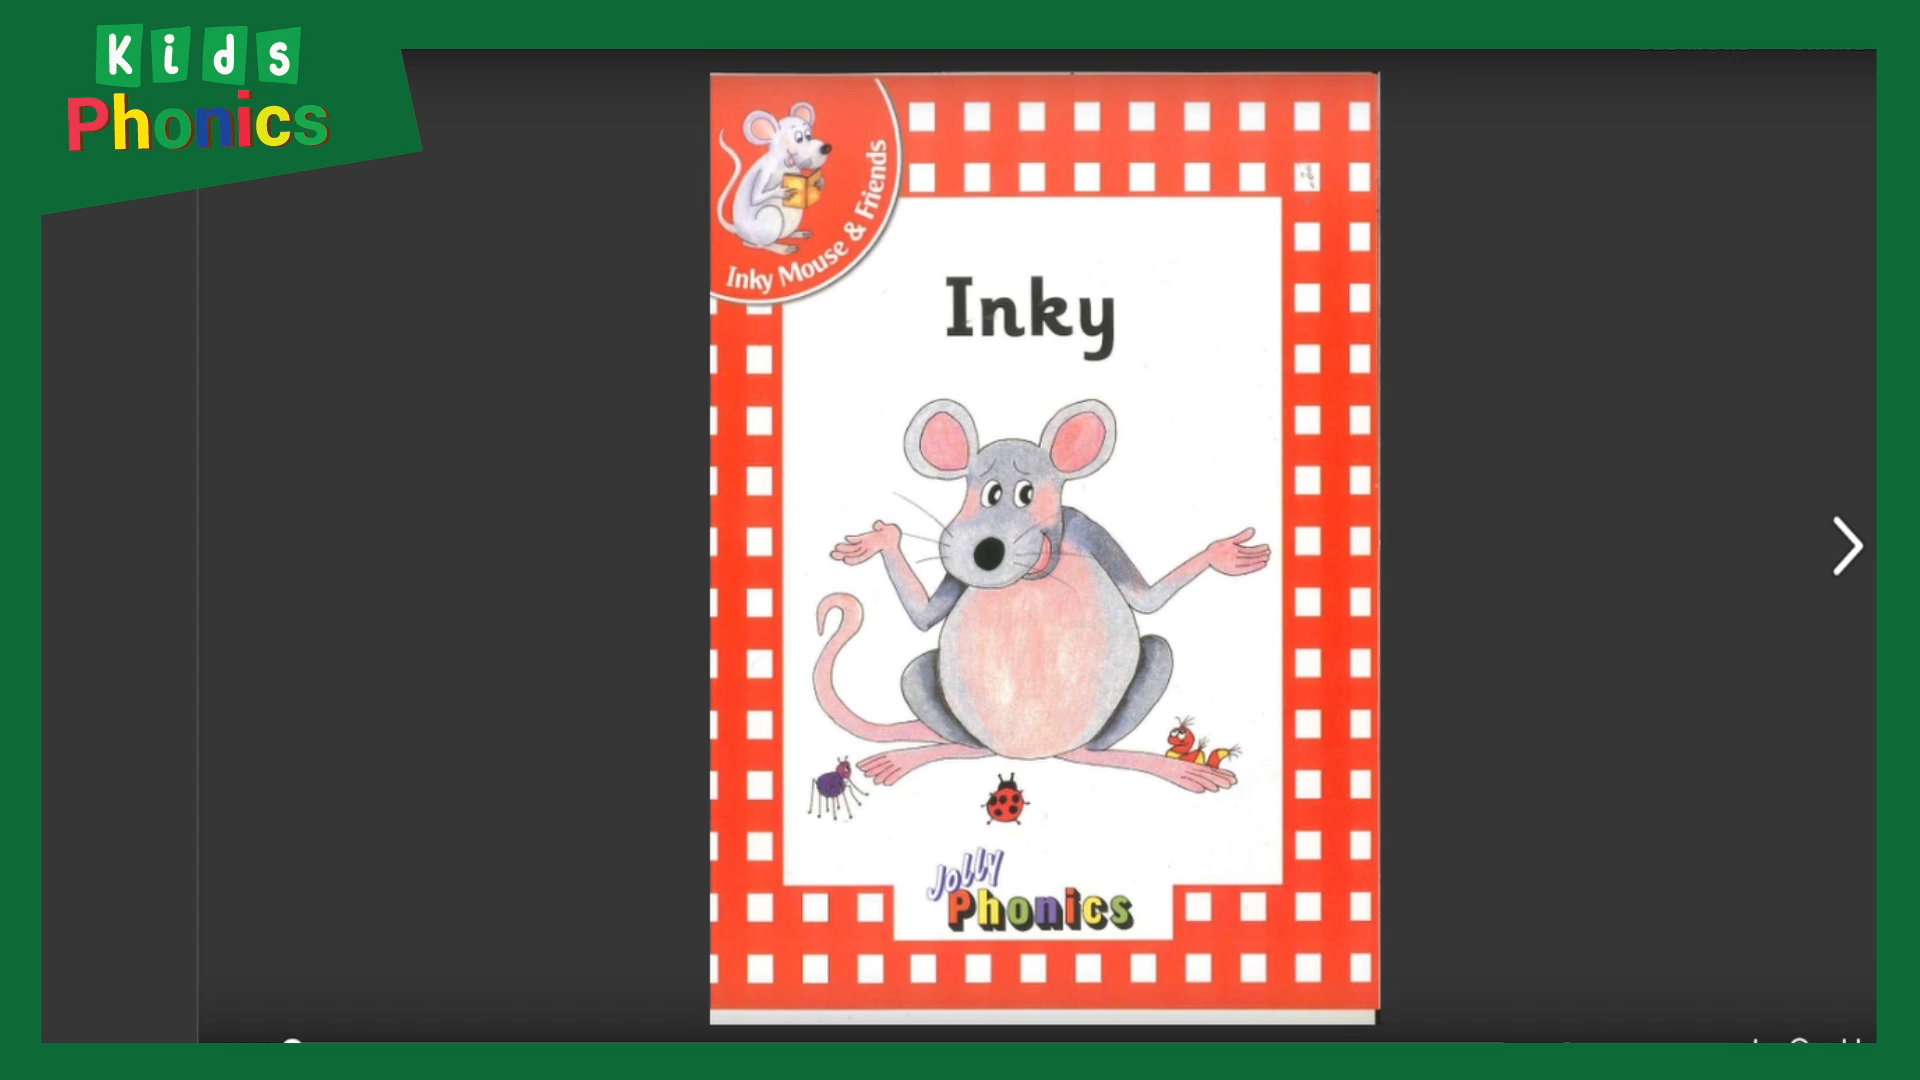 Kids
Phonics
Inky Mouse & Friends
Inky
Jolly
Phonics